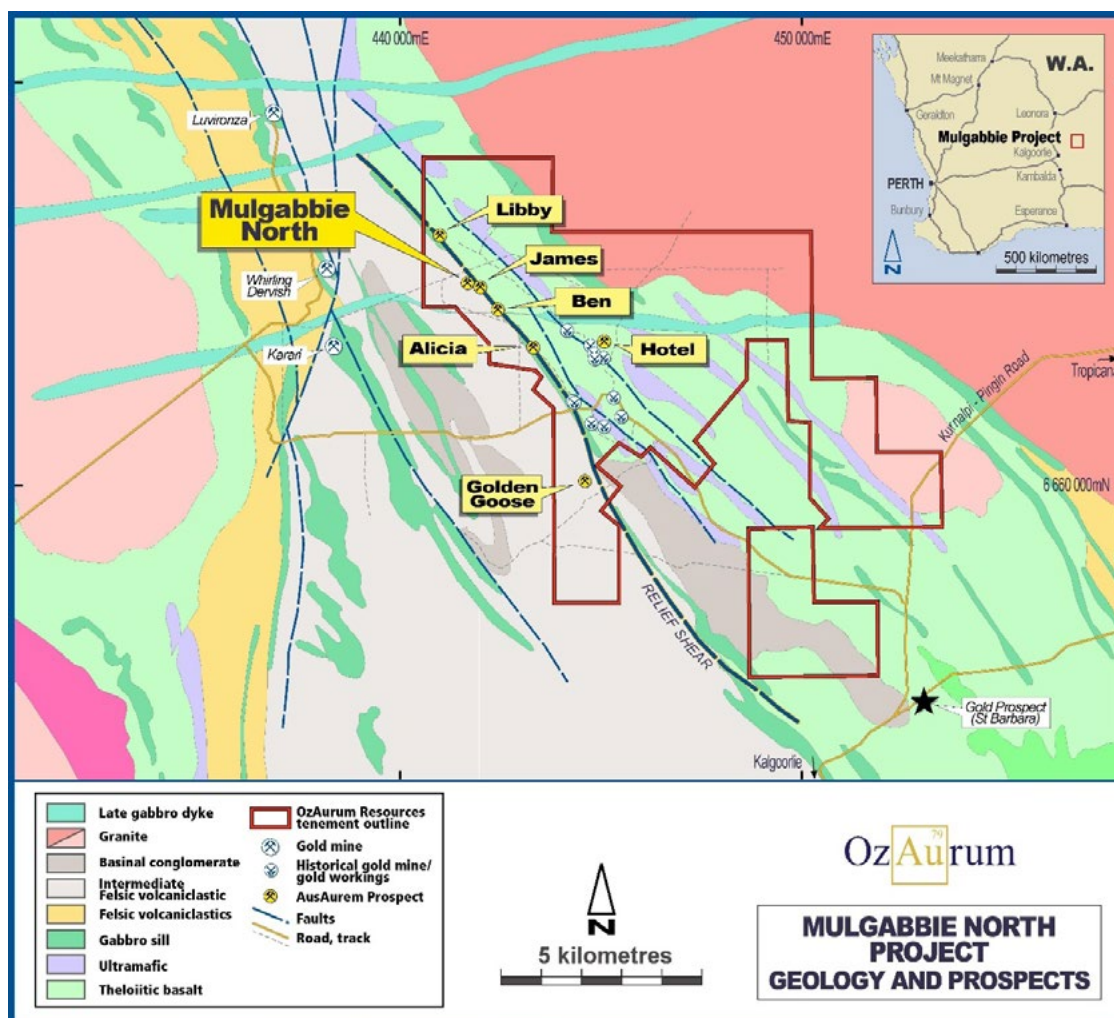 440 000mE
450 000mE
W.A.
Meekatharra
Mt Magnet
Geraldton
Leonora
Mulgabbie Project
Kalgoorlie
Kambalda
PERTH
Bunbury
Esperance
N
500 kilometres
Luvironza
Mulgabbie
North
Libby
James
Whirling
Dervish
Ben
Karari
Alicia
Hotel
Tropicana
Kurnalpi - Pingin Road
Golden
Goose
6 660 000mN
RELIEF SHEAR
Gold Prospect
(St Barbara)
Kalgoorlie
Late gabbro dyke
Granite
Basinal conglomerate
Intermediate
Felsic volcaniclastic
Felsic volcaniclastics
Gabbro sill
Ultramafic
Theloiitic basalt
OzAurum Resources
tenement outline
Gold mine
Historical gold mine/
gold workings
AusAurem Prospect
Faults
Road, track
N
5 kilometres
79
OzAurum
MULGABBIE NORTH
PROJECT
GEOLOGY AND PROSPECTS